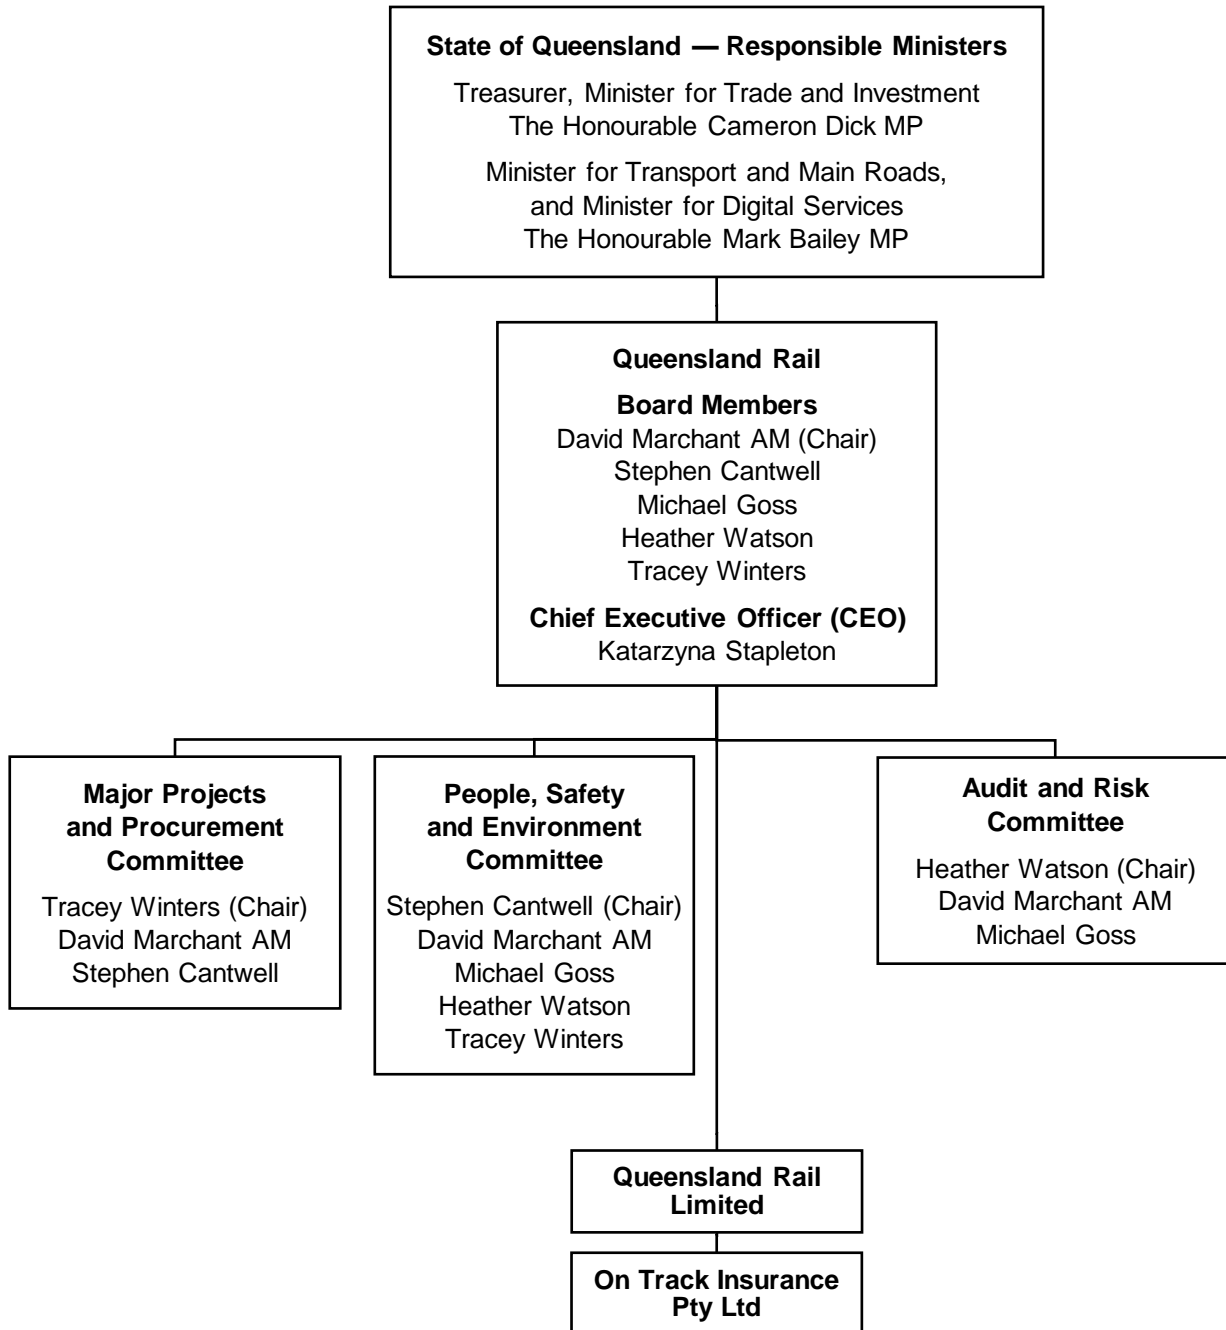 State of Queensland — Responsible Ministers
Treasurer, Minister for Trade and Investment
The Honourable Cameron Dick MP
Minister for Transport and Main Roads,
and Minister for Digital Services
The Honourable Mark Bailey MP
Queensland Rail
Board Members
David Marchant AM (Chair)
Stephen Cantwell
Michael Goss
Heather Watson
Tracey Winters
Chief Executive Officer (CEO)
Katarzyna Stapleton
Major Projects
and Procurement
Committee
Tracey Winters (Chair)
David Marchant AM
Stephen Cantwell
People, Safety
and Environment
Committee
Stephen Cantwell (Chair)
David Marchant AM
Michael Goss
Heather Watson
Tracey Winters
Audit and Risk
Committee
Heather Watson (Chair)
David Marchant AM
Michael Goss
Queensland Rail
Limited
On Track Insurance
Pty Ltd